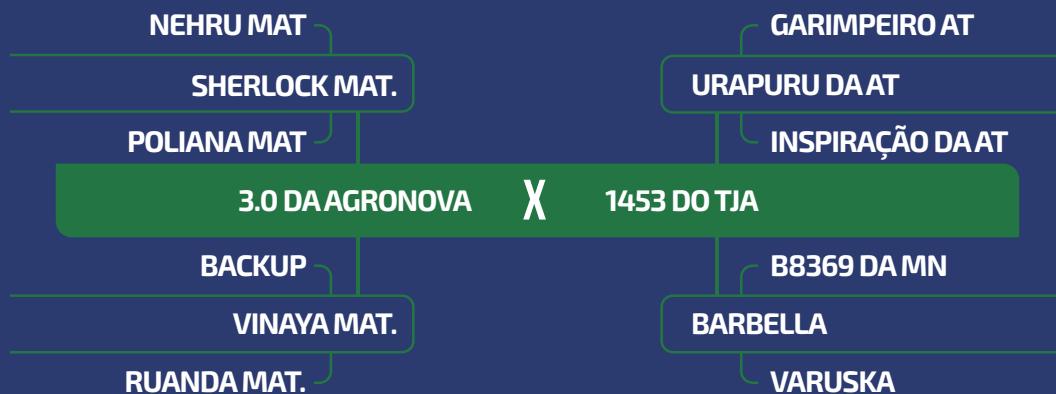 NEHRU MAT
GARIMPEIRO AT
SHERLOCK MAT.
URAPURU DA AT
POLIANA MAT
INSPIRAÇÃO DA AT
3.0 DA AGRONOVA X 1453 DO TJA
BACKUP
B8369 DA MN
VINAYA MAT.
BARBELLA
RUANDA MAT.
VARUSKA